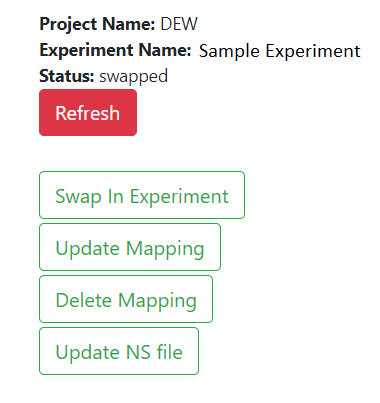 Project Name: DEW
Experiment Name: Sample Experiment
Status: swapped
Refresh
Swap In Experiment
Update Mapping
Delete Mapping
Update NS file